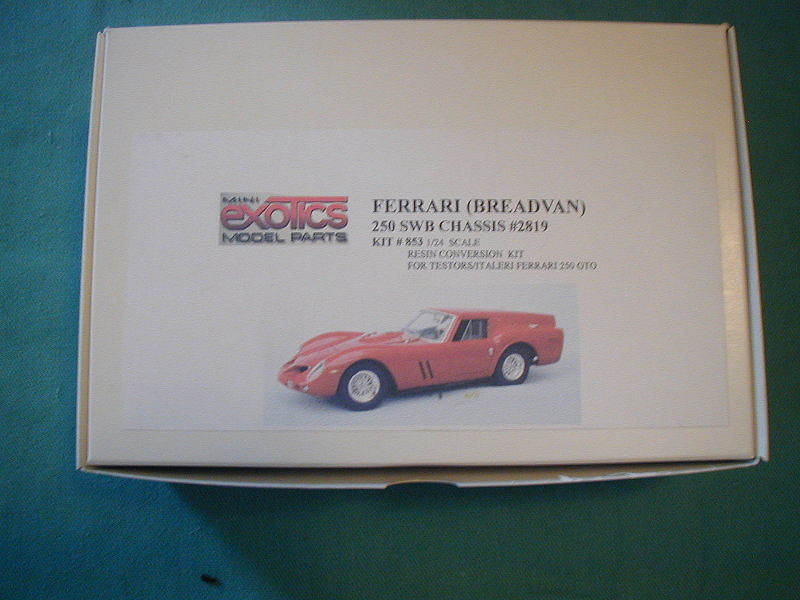 MINI
EXOTICS
MODEL PARTS
FERRARI (BREADVAN)
250 SWB CHASSIS #2819
KIT # 853 1/24 SCALE
RESIN CONVERSION KIT
FOR TESTORS/ITALERI FERRARI 250 GTO